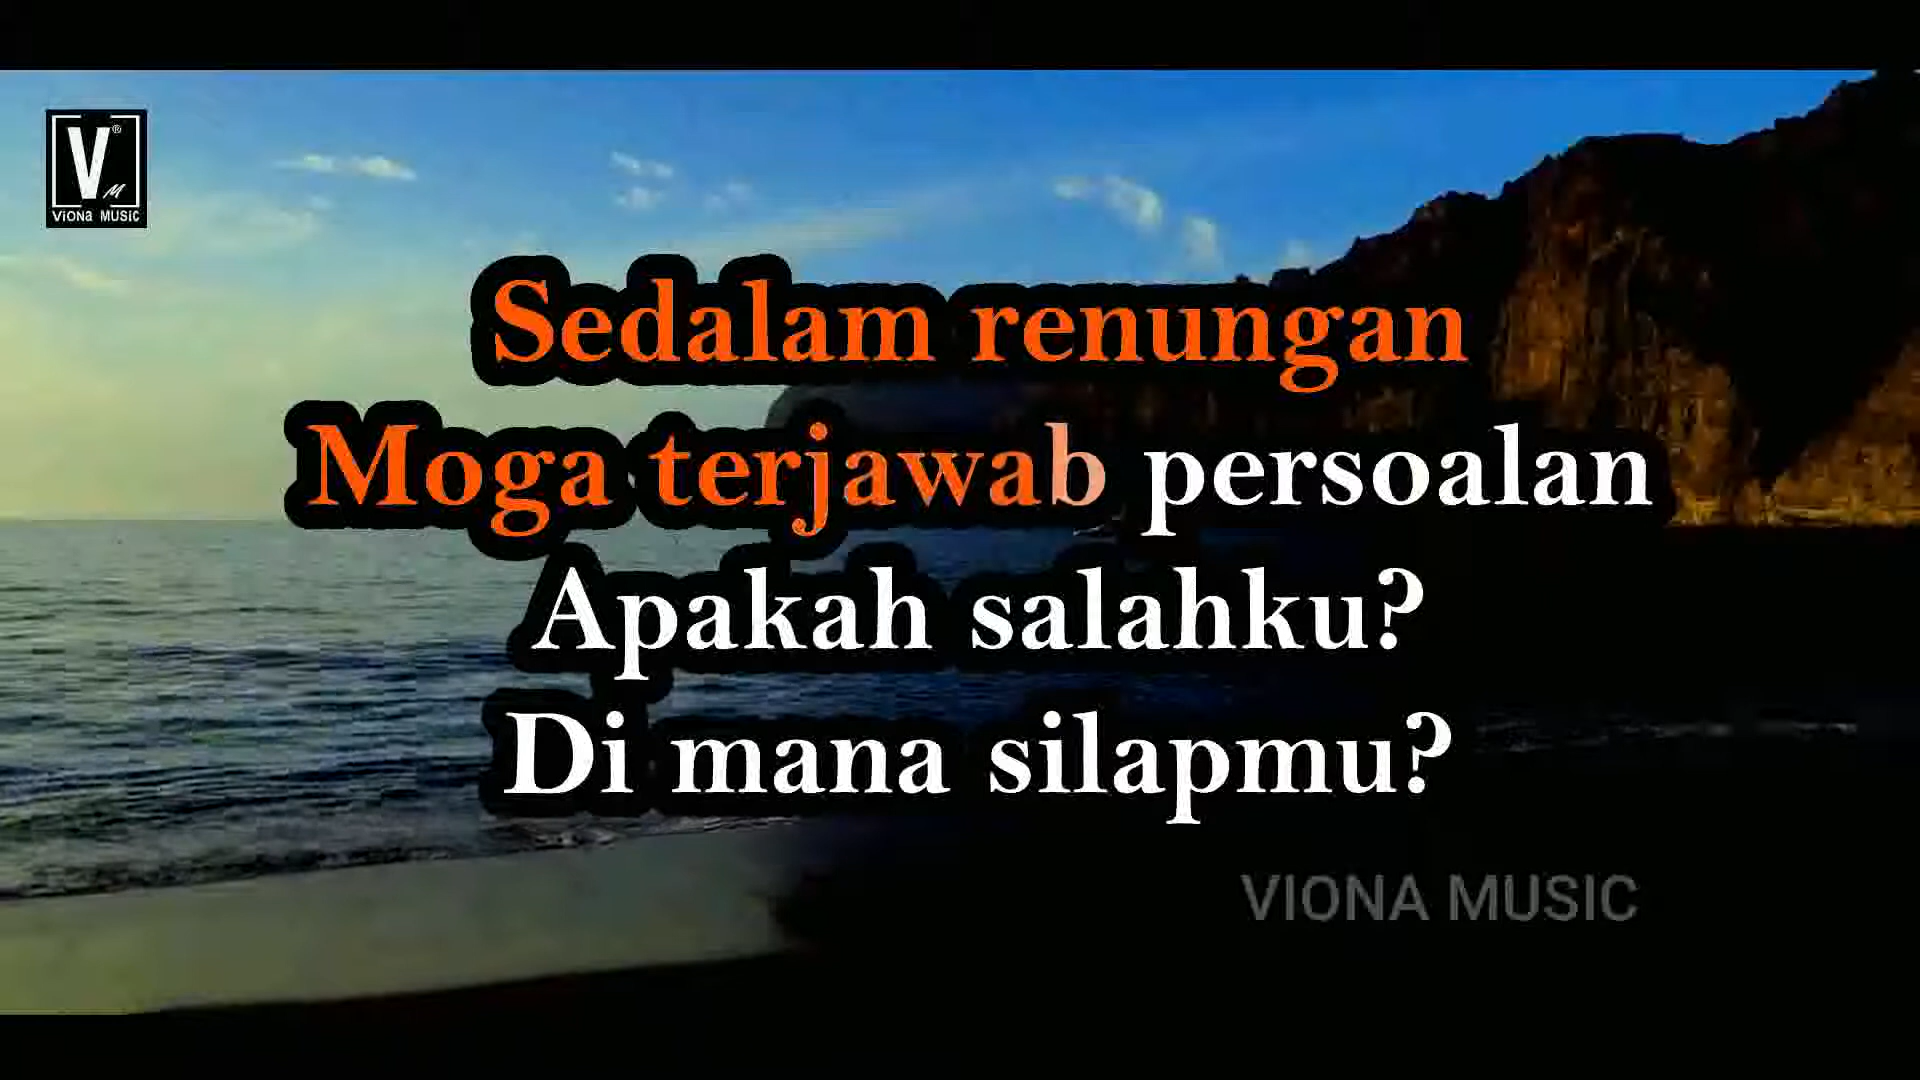 V®
M
VIONA MUSIC
Sedalam renungan
Moga terjawab persoalan
Apakah salahku?
Di mana silapmu?
VIONA MUSIC